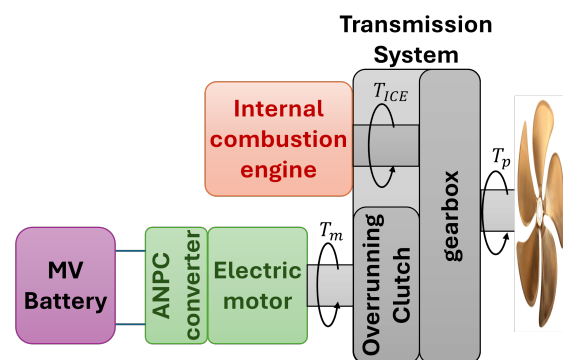 Transmission
System
Internal
combustion
engine
T_ICE
T_p
gearbox
T_m
Overrunning
Clutch
MV
Battery
ANPC
converter
Electric
motor